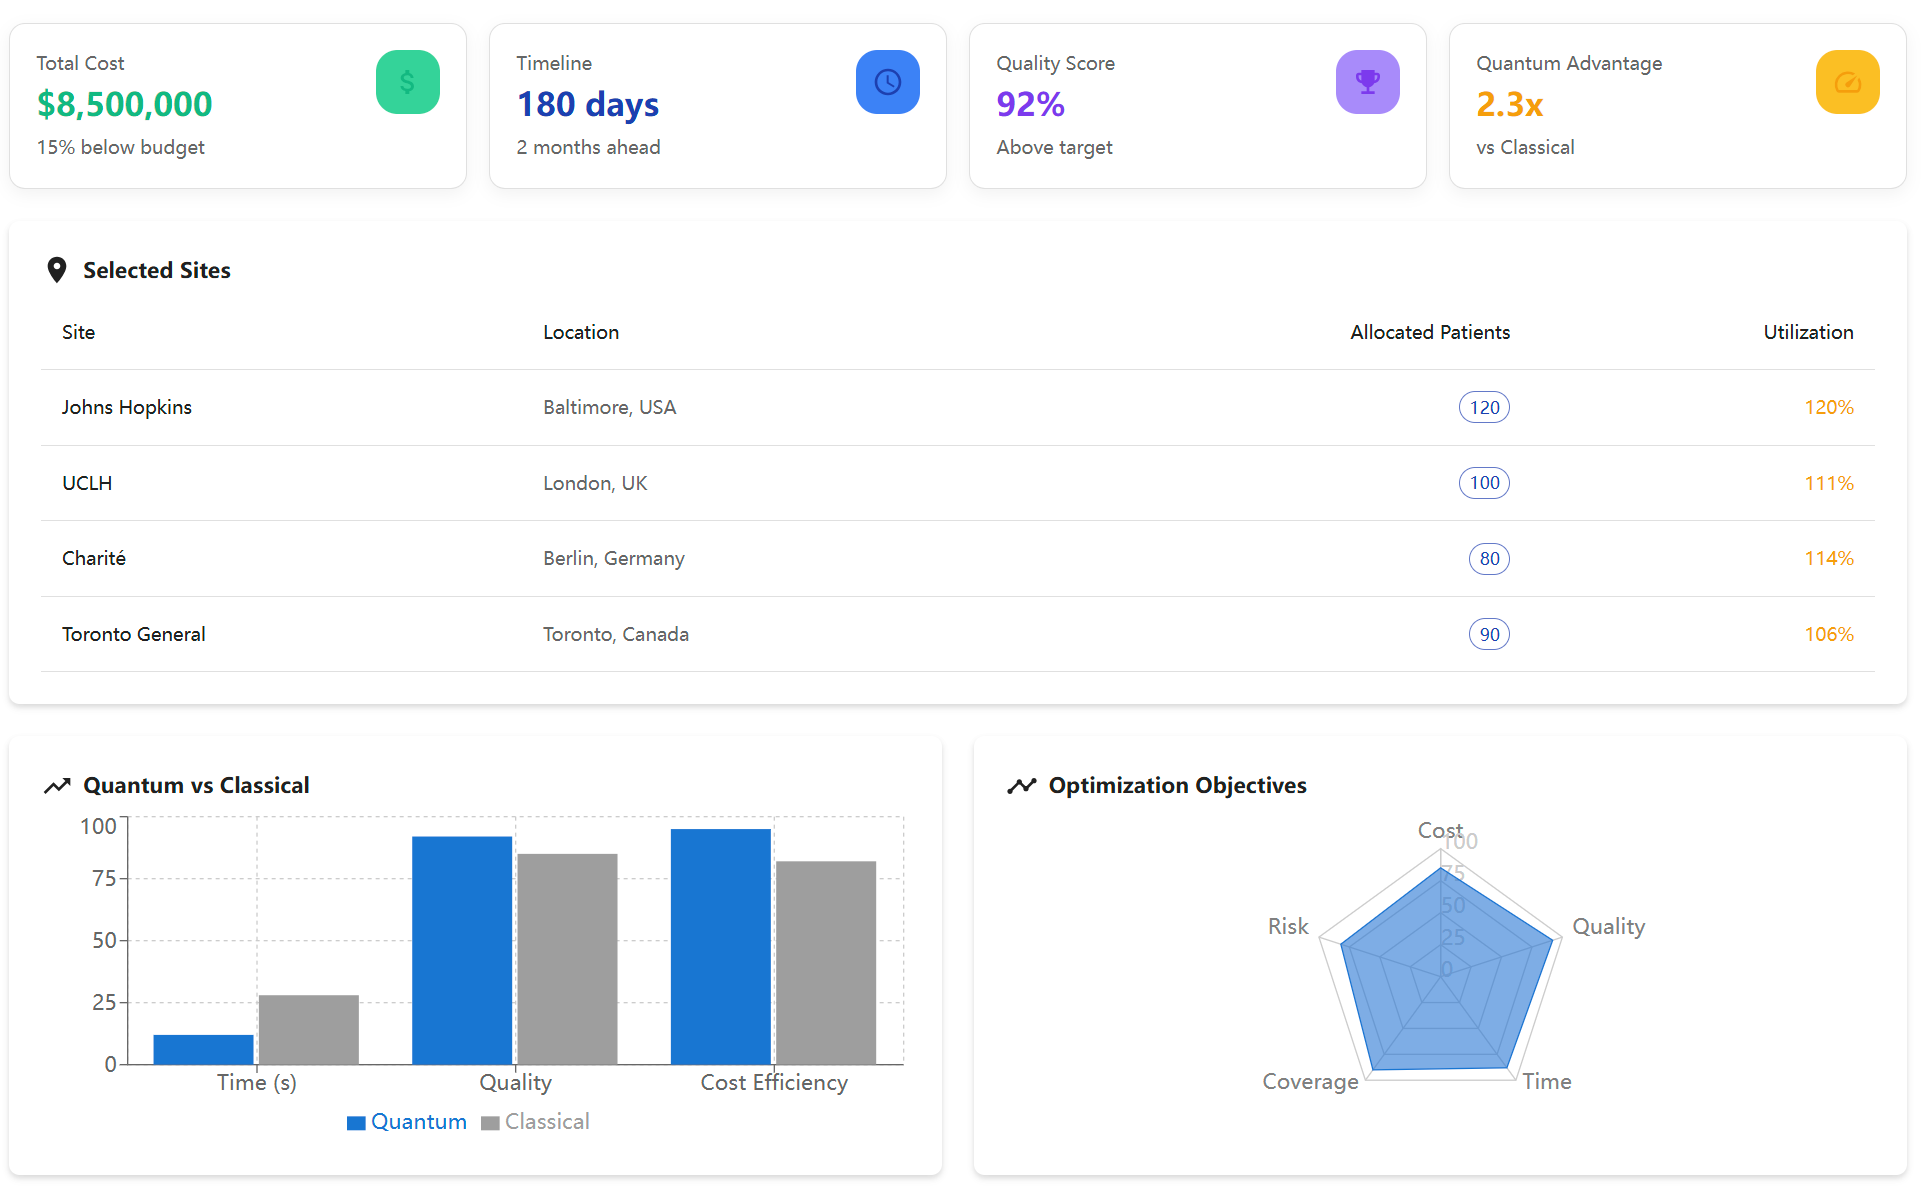 Total Cost
$8,500,000
15% below budget
Timeline
180 days
2 months ahead
Quality Score
92%
Above target
Quantum Advantage
2.3x
vs Classical
Selected Sites
Site Location Allocated Patients Utilization
Johns Hopkins Baltimore, USA 120 120%
UCLH London, UK 100 111%
Charité Berlin, Germany 80 114%
Toronto General Toronto, Canada 90 106%
Quantum vs Classical
100
75
50
25
0
Time (s) Quality Cost Efficiency
Quantum Classical
Optimization Objectives
Cost
100
75
50
25
0
Risk
Quality
Coverage
Time